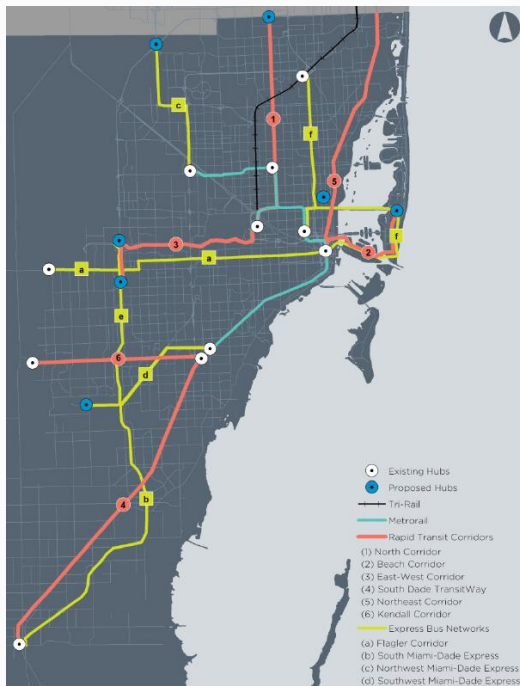 c
1
f
5
3
2
f
a
a
e
6
d
b
4
Existing Hubs
Proposed Hubs
Tri-Rail
Metrorail
Rapid Transit Corridors
(1) North Corridor
(2) Beach Corridor
(3) East-West Corridor
(4) South Dade TransitWay
(5) Northeast Corridor
(6) Kendall Corridor
Express Bus Networks
(a) Flagler Corridor
(b) South Miami-Dade Express
(c) Northwest Miami-Dade Express
(d) Southwest Miami-Dade Express